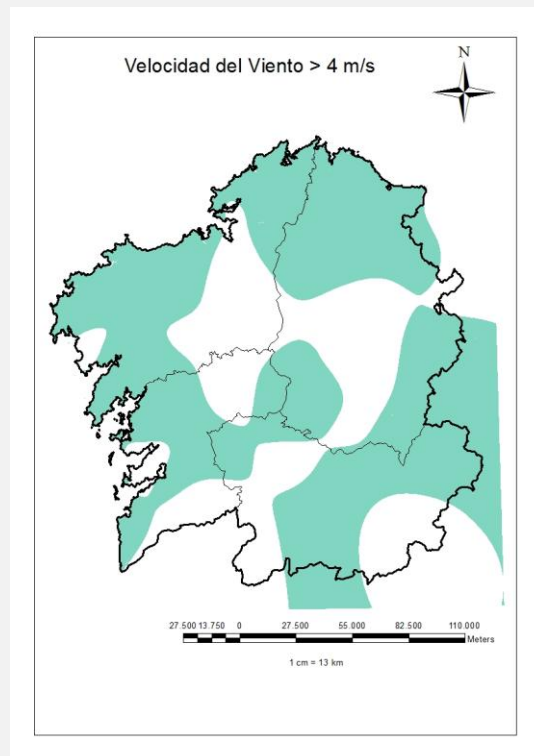 Velocidad del Viento > 4 m/s
N
27.500 13.750 0 27.500 55.000 82.500 110.000
Meters
1 cm = 13 km